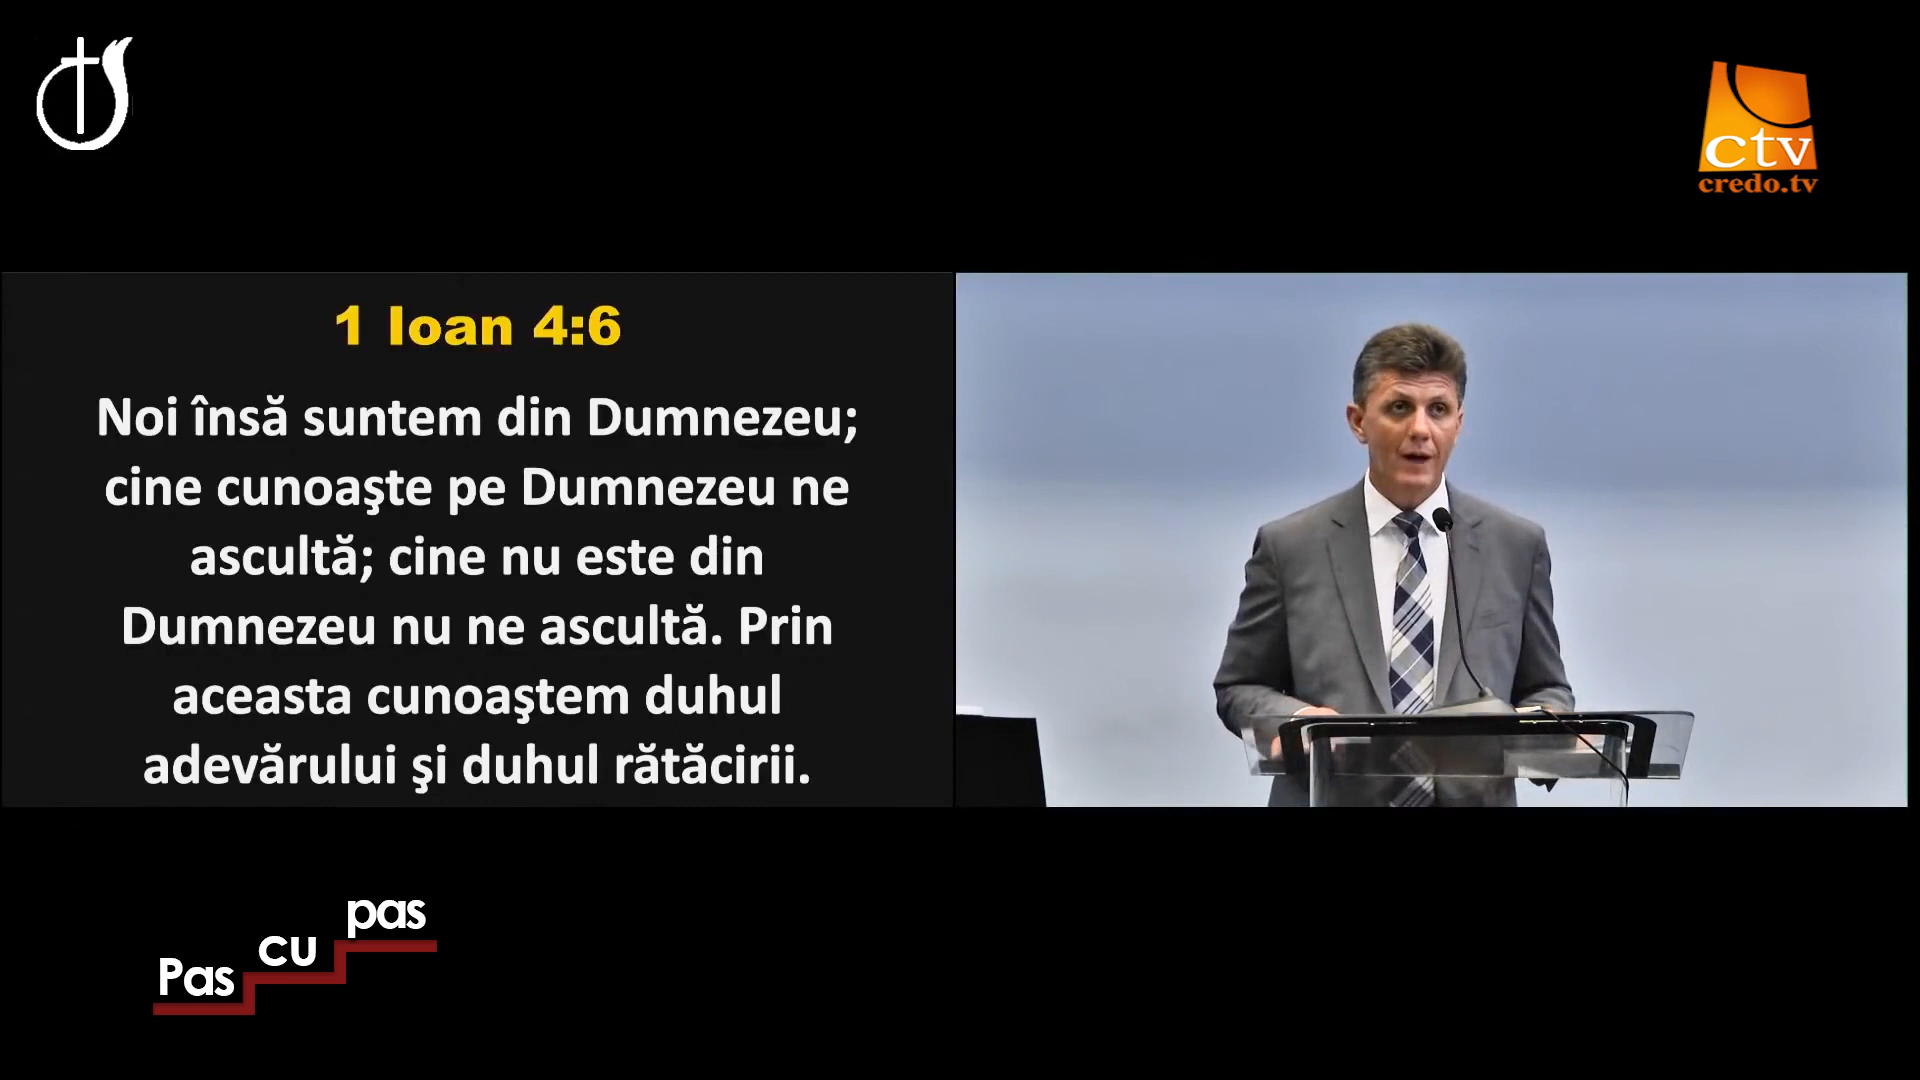 ctv
credo.tv
1 Ioan 4:6
Noi însă suntem din Dumnezeu;
cine cunoaşte pe Dumnezeu ne
ascultă; cine nu este din
Dumnezeu nu ne ascultă. Prin
aceasta cunoaştem duhul
adevărului şi duhul rătăcirii.
Pas cu pas